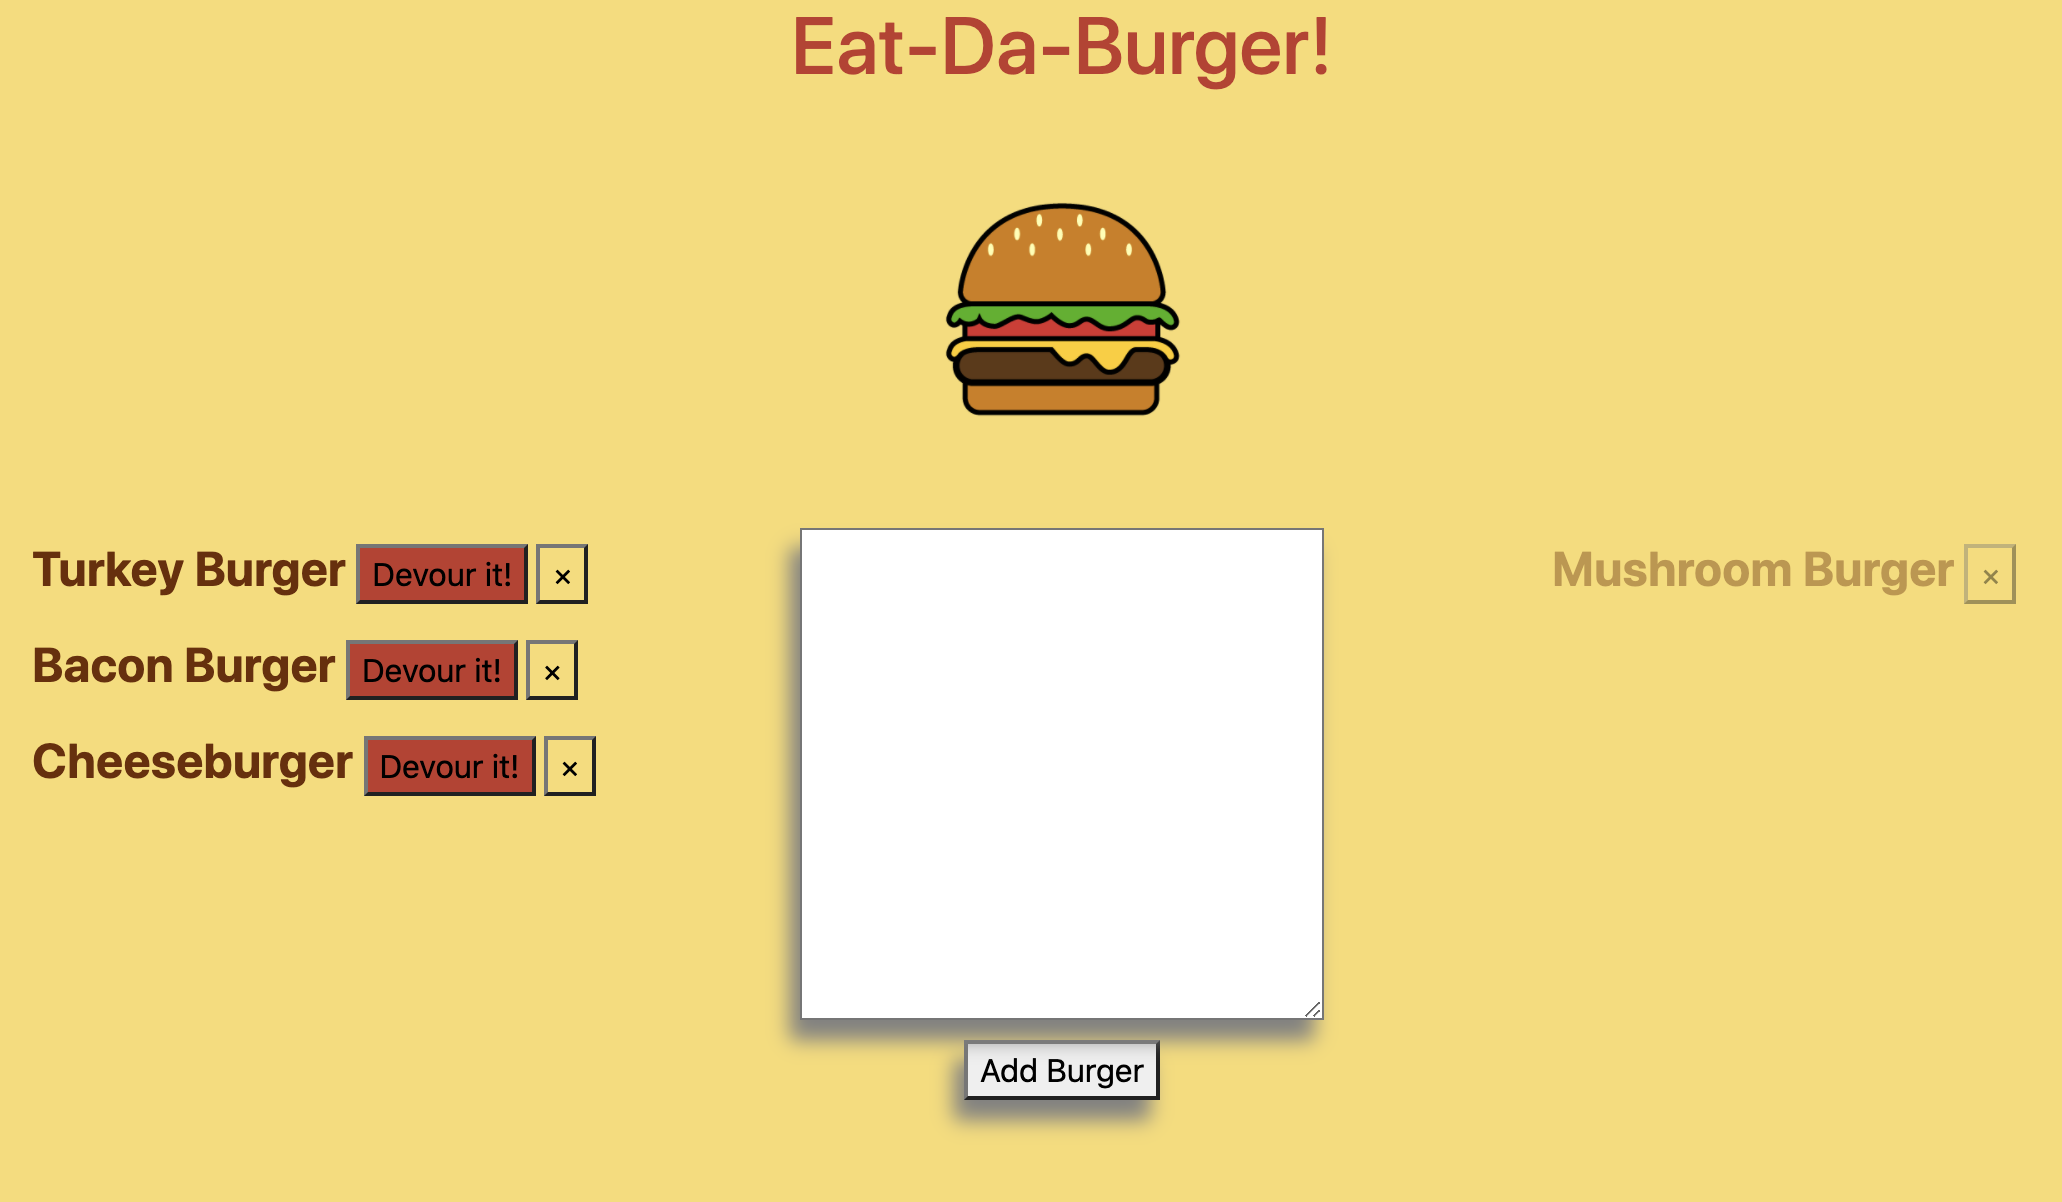 Eat-Da-Burger!
Turkey Burger Devour it! ×
Bacon Burger Devour it! ×
Cheeseburger Devour it! ×
Add Burger
Mushroom Burger ×